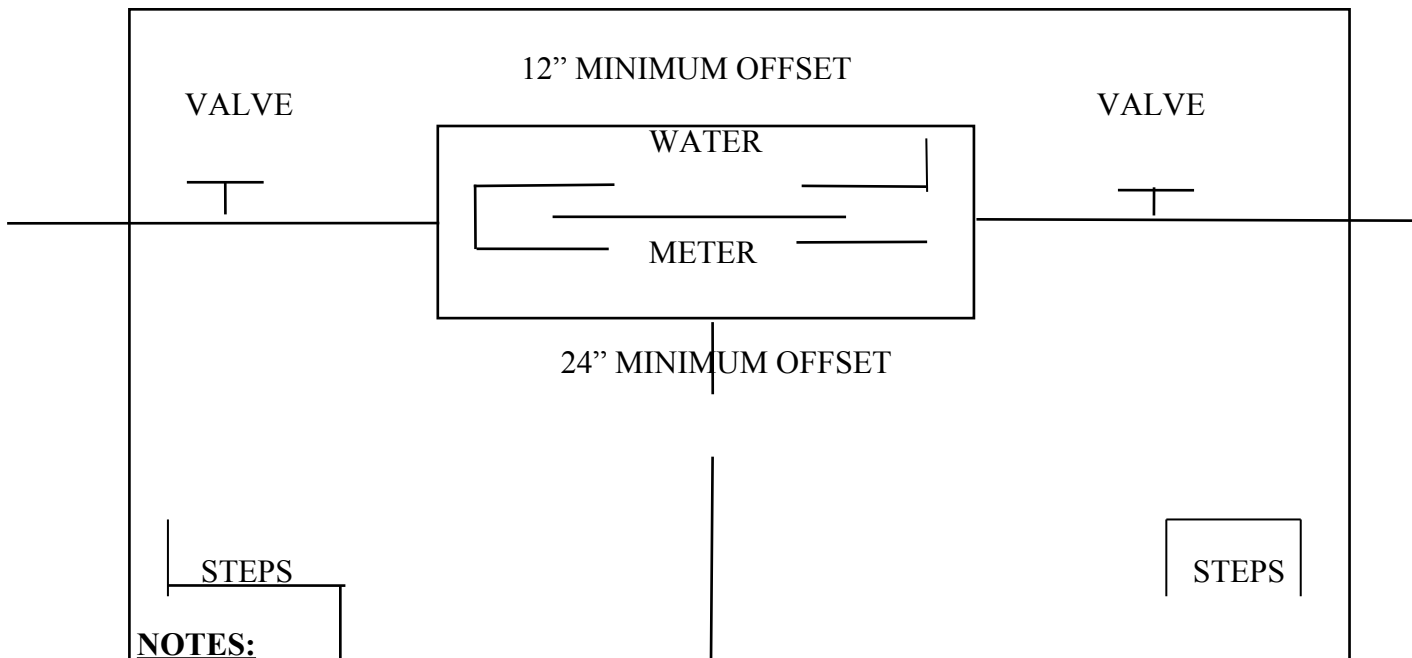 12” MINIMUM OFFSET
VALVE
VALVE
WATER
METER
24” MINIMUM OFFSET
STEPS
STEPS
NOTES: